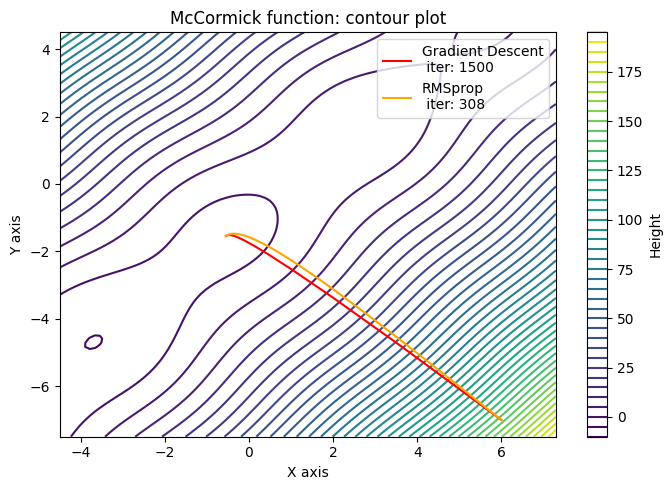 McCormick function: contour plot
Gradient Descent
iter: 1500
RMSprop
iter: 308
4
2
0
−2
−4
−6
Y axis
−4
−2
0
2
4
6
X axis
175
150
125
100
75
50
25
0
Height